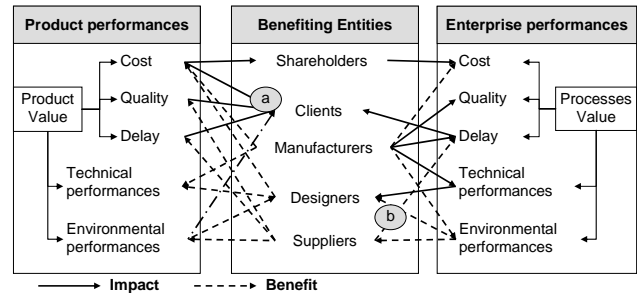 Product performances
Benefiting Entities
Enterprise performances
Product
Value
Cost
Quality
Delay
Technical
performances
Environmental
performances
a
Shareholders
Clients
Manufacturers
Designers
b
Suppliers
Cost
Quality
Delay
Technical
performances
Environmental
performances
Processes
Value
Impact
Benefit